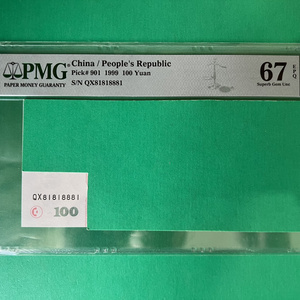 PMG
PAPER MONEY GUARANTY
China / People's Republic
Pick# 901 1999 100 Yuan
S/N QX81818881
67
EPQ
Superb Gem Unc
QX81818881
100